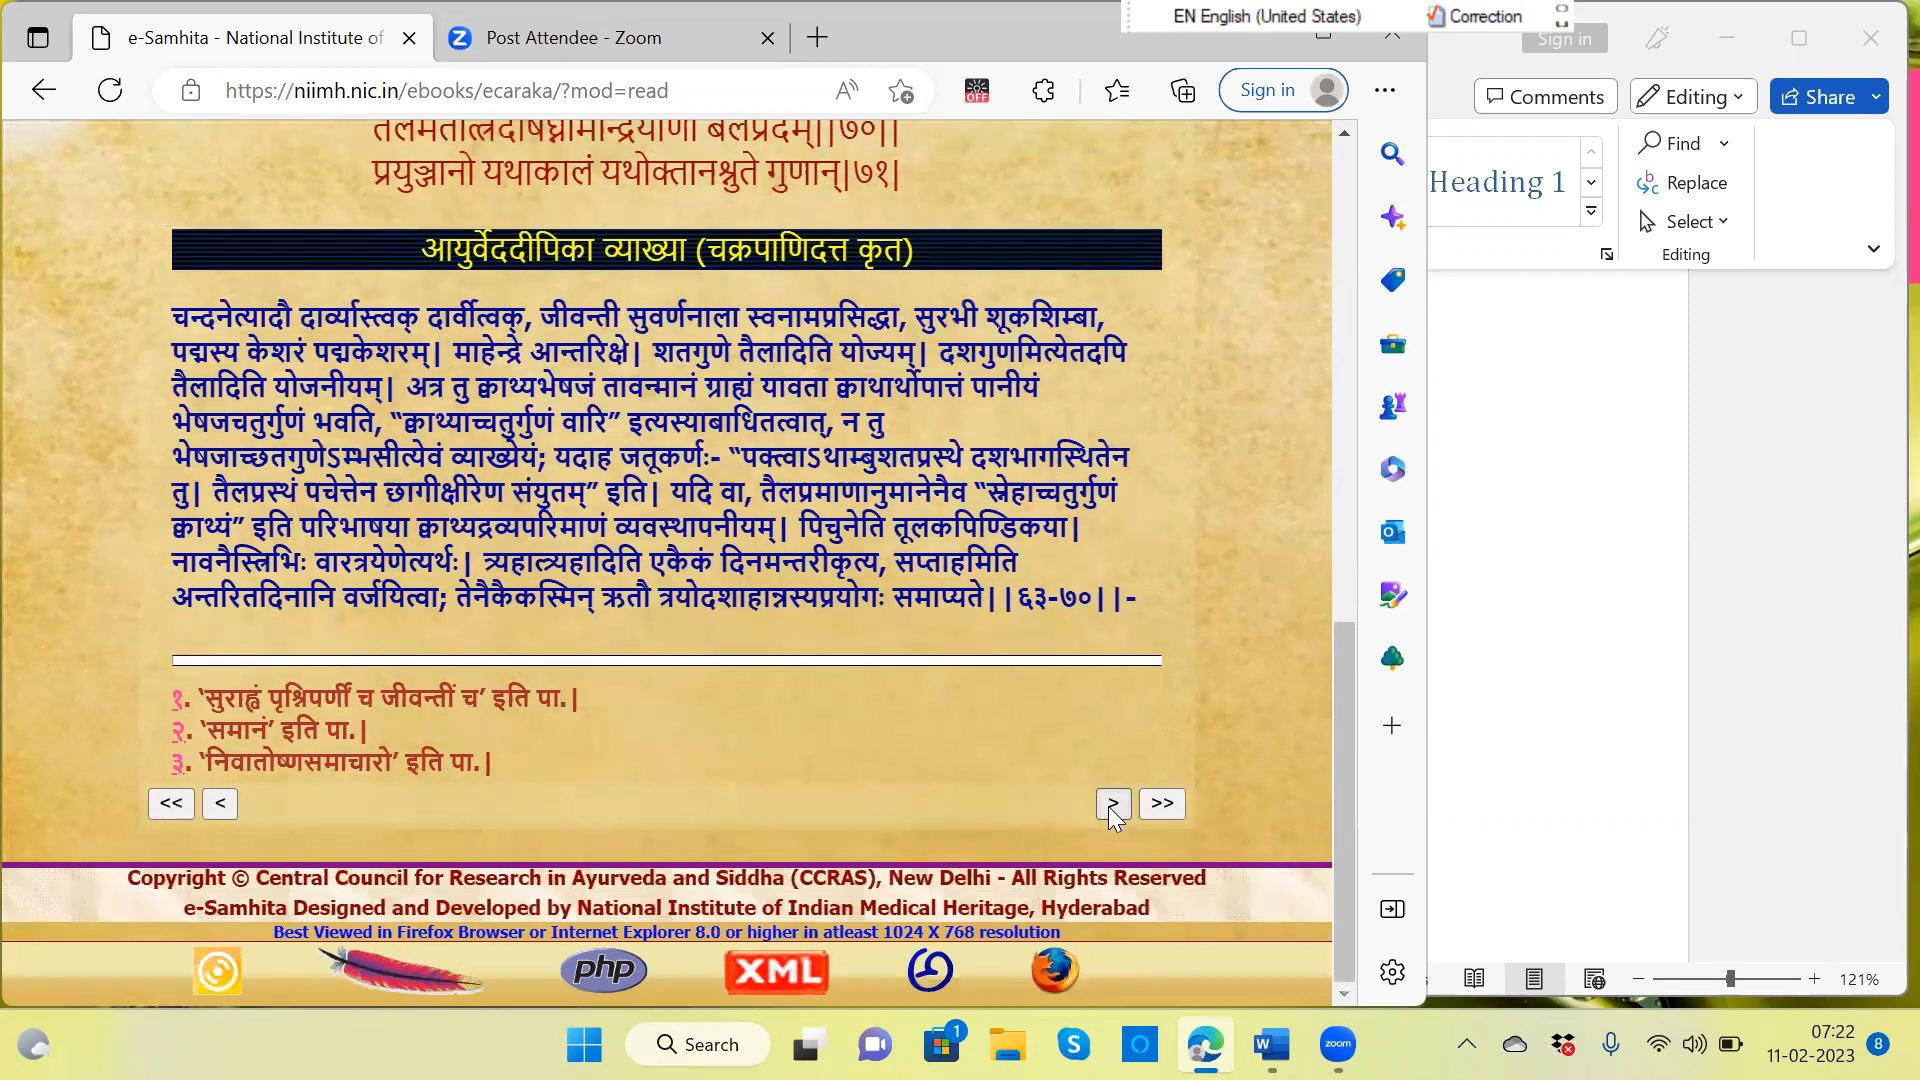 EN English (United States)
Correction
e-Samhita - National Institute of
Post Attendee - Zoom
Sign in
https://niimh.nic.in/ebooks/ecaraka/?mod=read
Sign in
Comments
Editing
Share
Find
Replace
Select
Editing
Heading 1
प्रयुञ्जानो यथाकालं यथोक्तानश्नुते गुणान्|७१|
आयुर्वेददीपिका व्याख्या (चक्रपाणिदत्त कृत)
चन्दनेत्यादौ दार्व्यास्त्वक् दार्वीत्वक्, जीवन्ती सुवर्णनाला स्वनामप्रसिद्धा, सुरभी शूकशिम्बा,
पद्मस्य केशरं पद्मकेशरम्| माहेन्द्रे आन्तरिक्षे| शतगुणे तैलादिति योज्यम्| दशगुणमित्येतदपि
तैलादिति योजनीयम्| अत्र तु क्वाथ्यभेषजं तावन्मानं ग्राह्यं यावता क्वाथार्थोपात्तं पानीयं
भेषजचतुर्गुणं भवति, “क्वाथ्याच्चतुर्गुणं वारि” इत्यस्याबाधितत्वात्, न तु
भेषजाच्छतगुणेऽम्भसीत्येवं व्याख्येयं; यदाह जतूकर्णः- “पक्त्वाऽथाम्बुशतप्रस्थे दशभागस्थितेन
तु| तैलप्रस्थं पचेत्तेन छागीक्षीरेण संयुतम्” इति| यदि वा, तैलप्रमाणानुमानेनैव “स्नेहाच्चतुर्गुणं
क्वाथ्यं” इति परिभाषया क्वाथ्यद्रव्यपरिमाणं व्यवस्थापनीयम्| पिचुनेति तूलकपिण्डिकया|
नावनैस्त्रिभिः वारत्रयेणेत्यर्थः| त्र्यहात्त्र्यहादिति एकैकं दिनमन्तरीकृत्य, सप्ताहमिति
अन्तरितदिनानि वर्जयित्वा; तेनैकैकस्मिन् ऋतौ त्रयोदशाहान्नस्यप्रयोगः समाप्यते||६३-७०||-
१. ‘सुराह्वं पृश्निपर्णीं च जीवन्तीं च’ इति पा.|
२. ‘समानं’ इति पा.|
३. ‘निवातोष्णसमाचारो’ इति पा.|
<< < > >>
Copyright © Central Council for Research in Ayurveda and Siddha (CCRAS), New Delhi - All Rights Reserved
e-Samhita Designed and Developed by National Institute of Indian Medical Heritage, Hyderabad
Best Viewed in Firefox Browser or Internet Explorer 8.0 or higher in atleast 1024 X 768 resolution
php
XML
121%
Search
1
zoom
07:22
11-02-2023
8